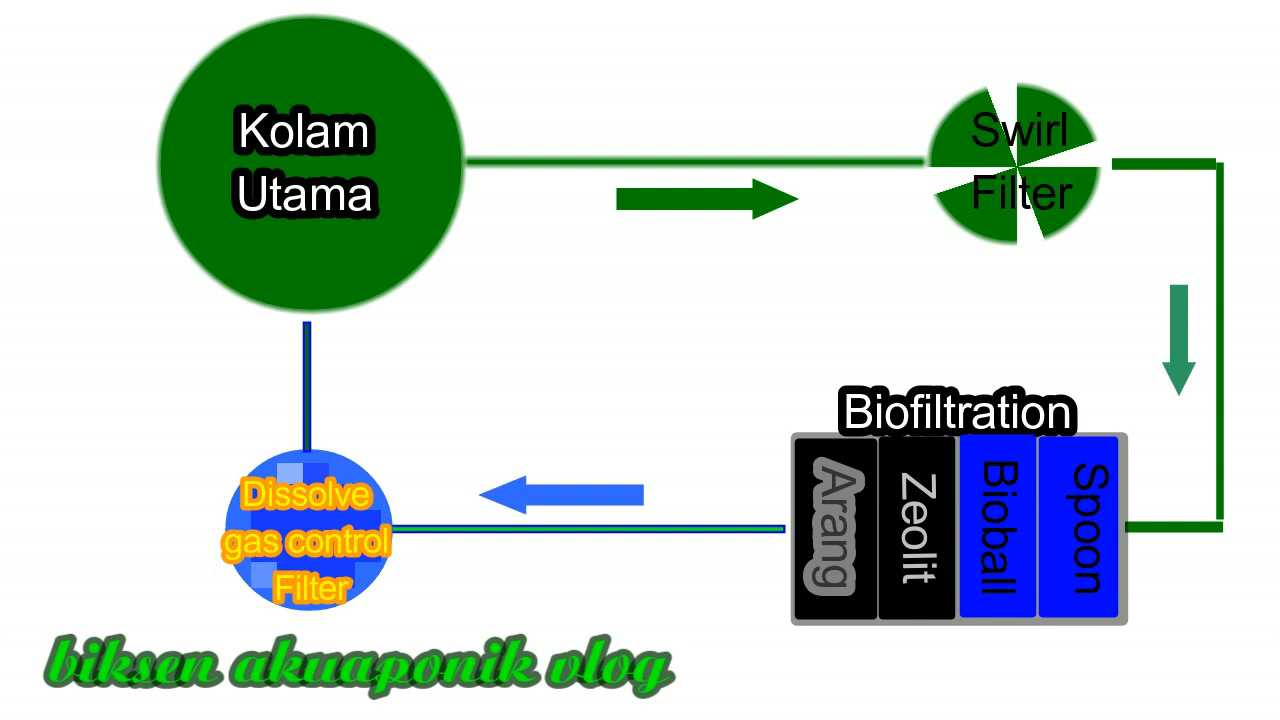 Kolam
Utama
Swirl
Filter
Biofiltration
Arang
Zeolit
Bioball
Spoon
Dissolve
gas control
Filter
biksen akuaponik vlog